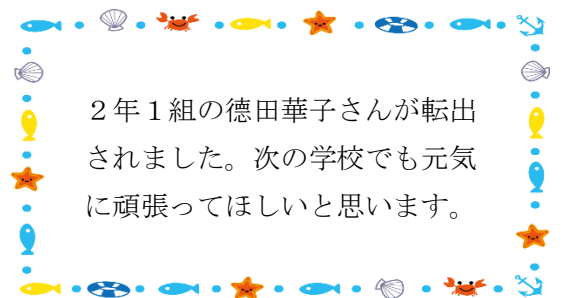 ２年１組の德田華子さんが転出
されました。次の学校でも元気
に頑張ってほしいと思います。